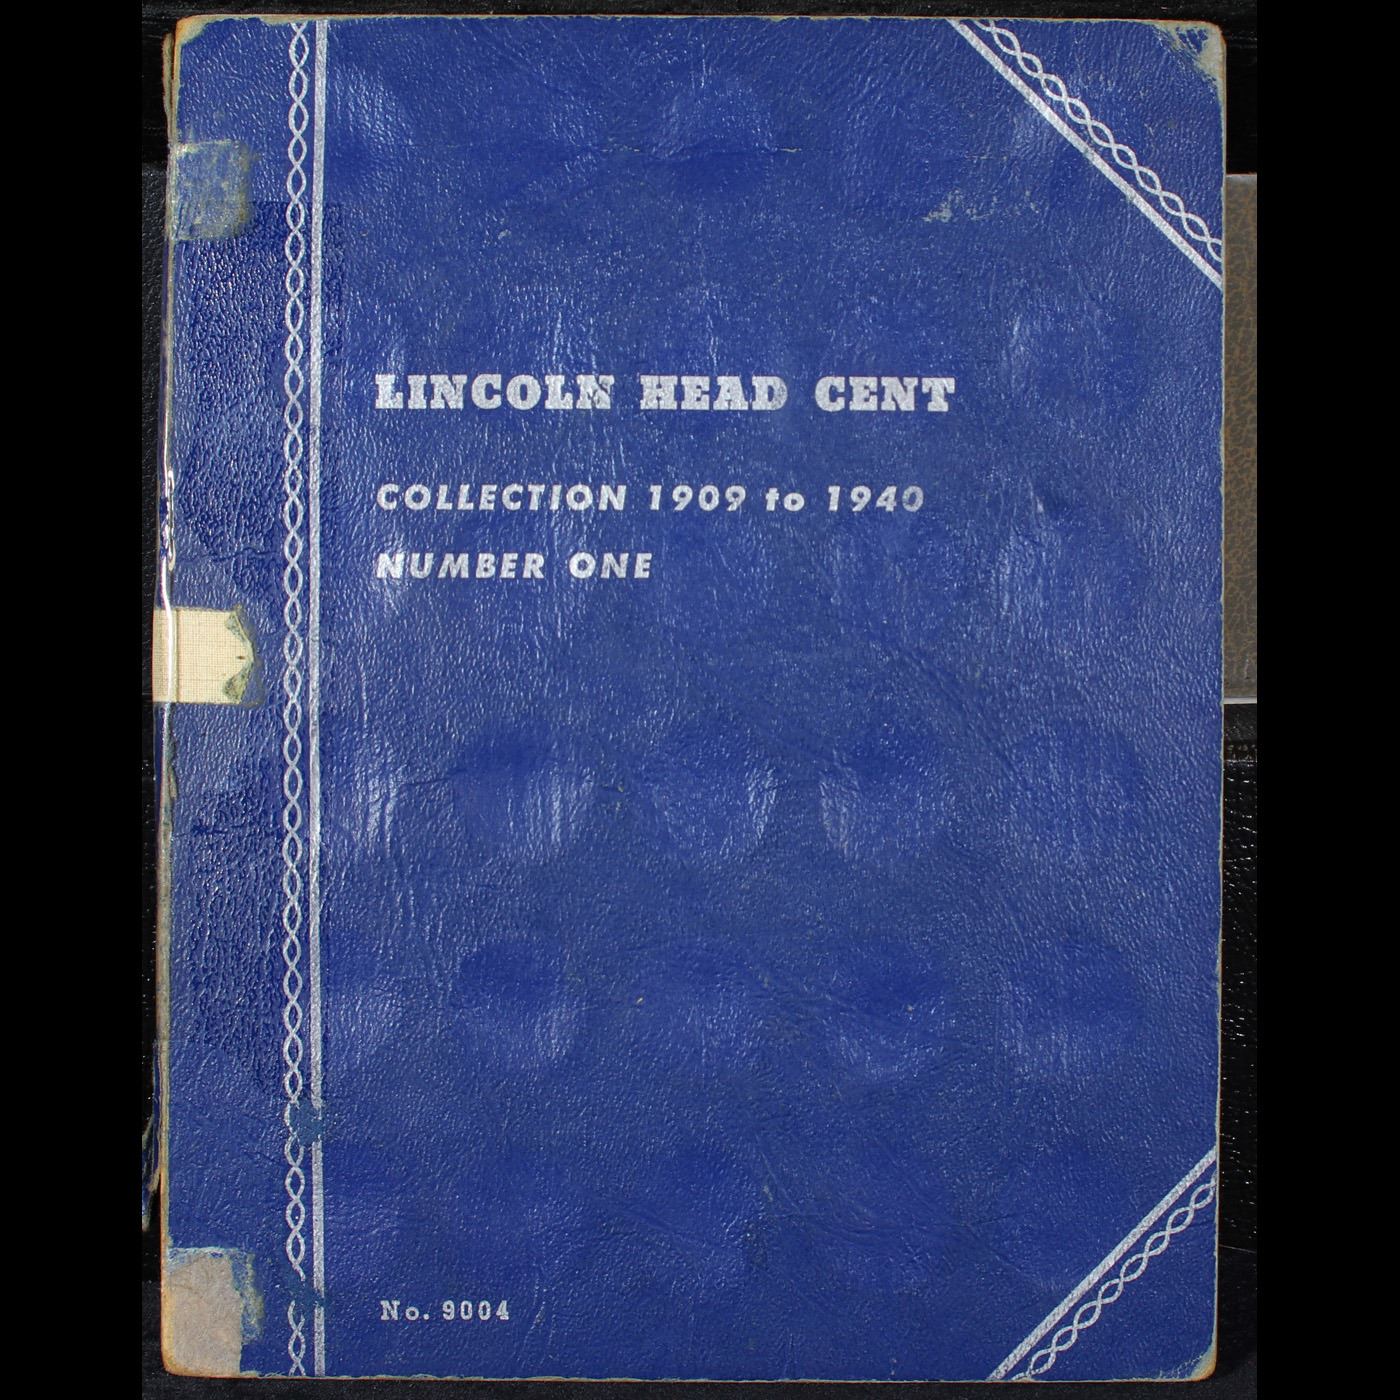 LINCOLN HEAD CENT
COLLECTION 1909 to 1940
NUMBER ONE
No. 9004